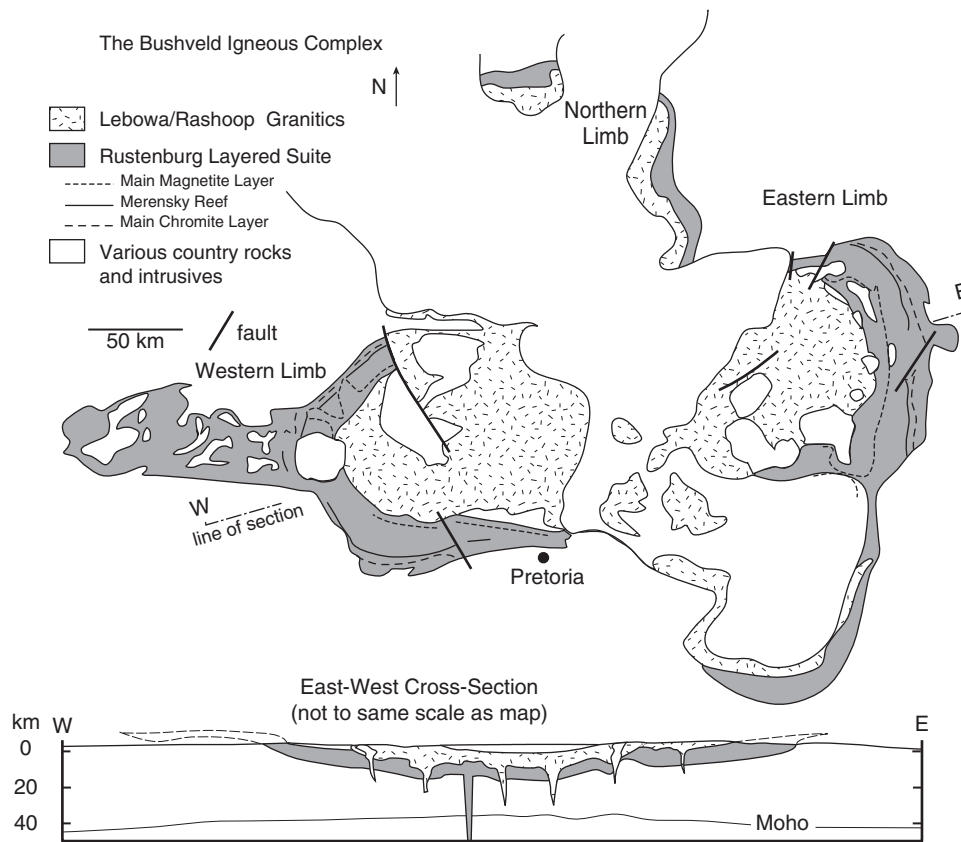 The Bushveld Igneous Complex
N
Lebowa/Rashoop Granitics
Rustenburg Layered Suite
Main Magnetite Layer
Merensky Reef
Main Chromite Layer
Various country rocks
and intrusives
50 km
fault
Northern
Limb
Eastern Limb
E
Western Limb
W
line of section
Pretoria
East-West Cross-Section
(not to same scale as map)
km
W
E
0
20
40
Moho